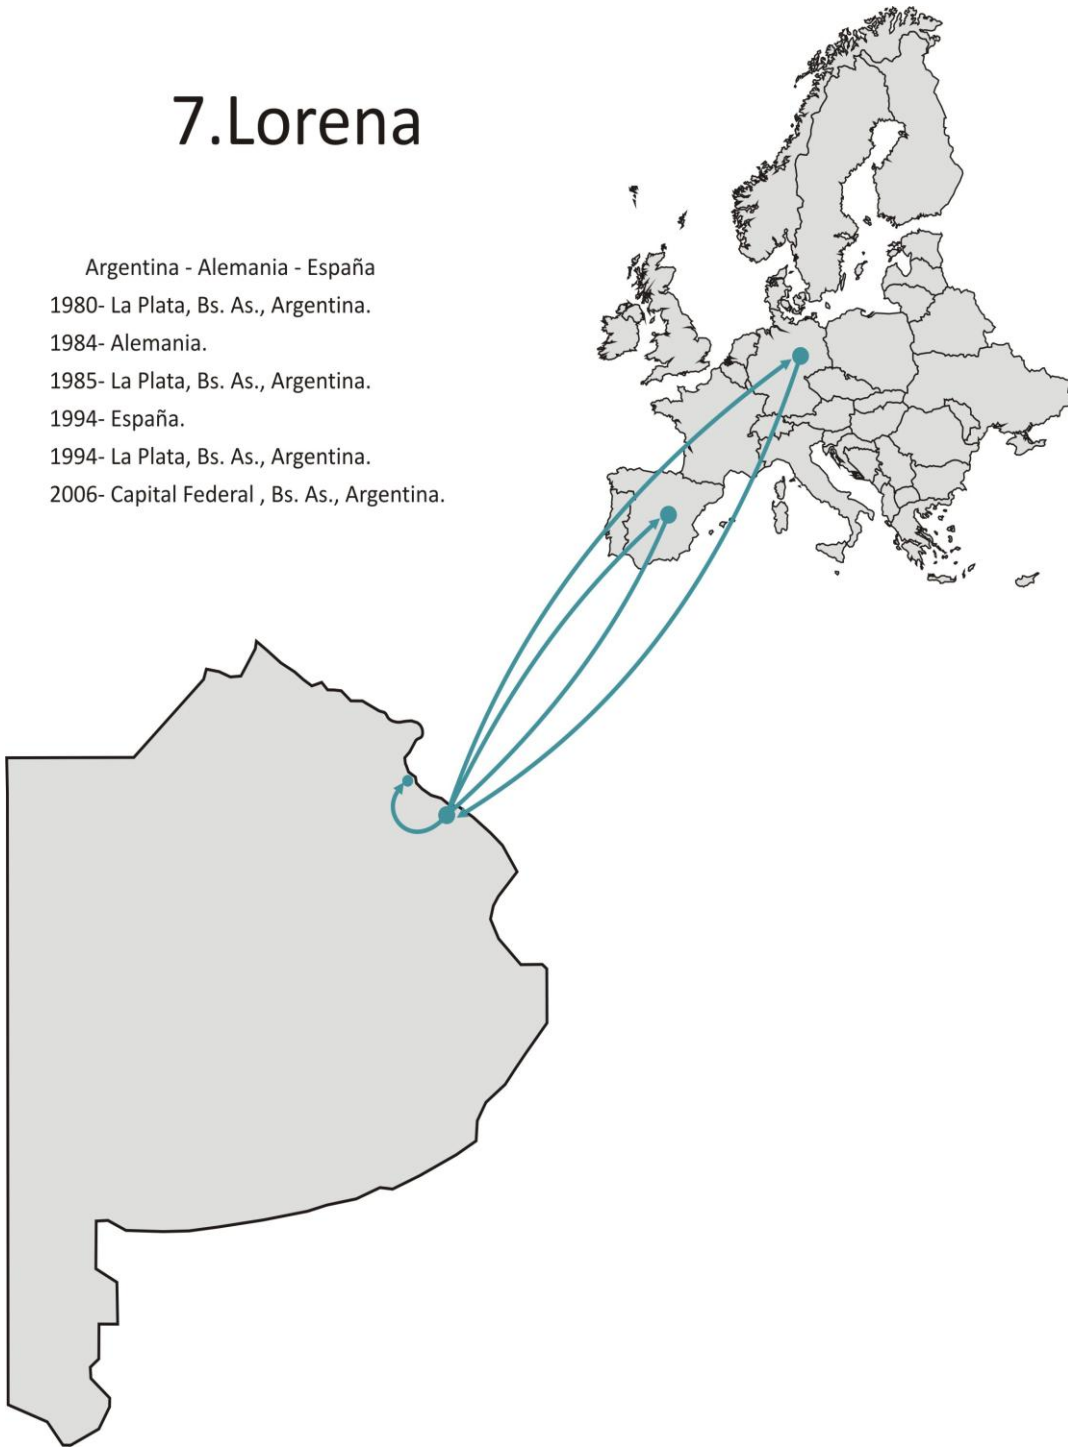 7.Lorena
Argentina - Alemania - España
1980- La Plata, Bs. As., Argentina.
1984- Alemania.
1985- La Plata, Bs. As., Argentina.
1994- España.
1994- La Plata, Bs. As., Argentina.
2006- Capital Federal , Bs. As., Argentina.